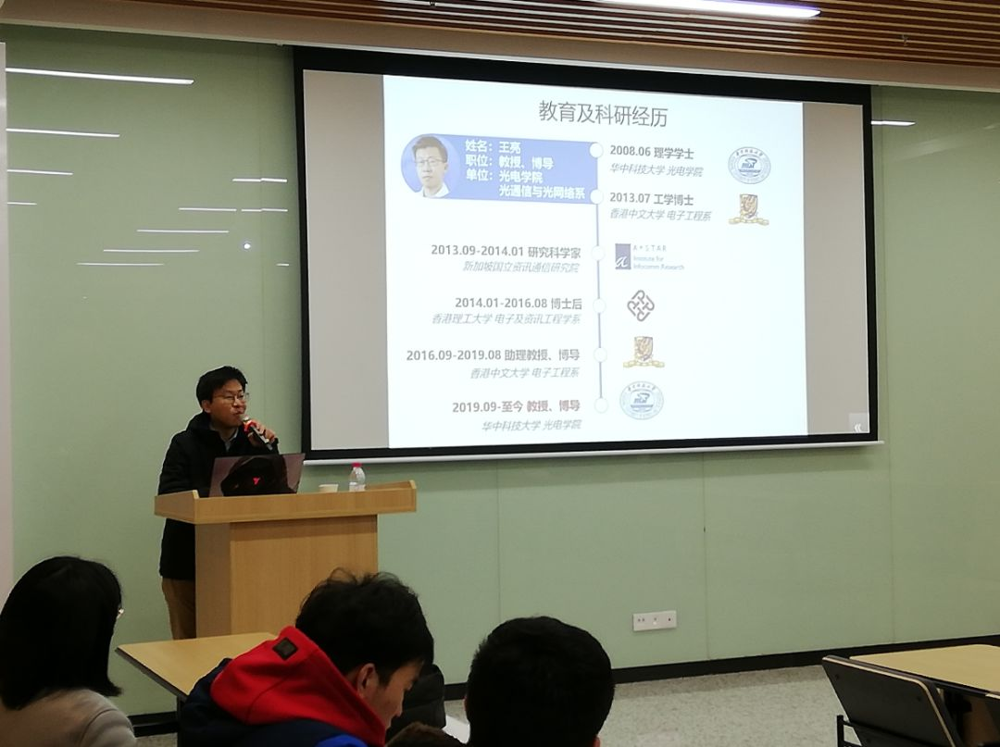 教育及科研经历
姓名：王亮
职位：教授、博导
单位：光电学院
光通信与光网络系
2008.06 理学学士
华中科技大学 光电学院
2013.07 工学博士
香港中文大学 电子工程系
2013.09-2014.01 研究科学家
新加坡国立资讯通信研究院
A*STAR
Institute for
Infocomm Research
2014.01-2016.08 博士后
香港理工大学 电子及资讯工程学系
2016.09-2019.08 助理教授、博导
香港中文大学 电子工程系
2019.09-至今 教授、博导
华中科技大学 光电学院